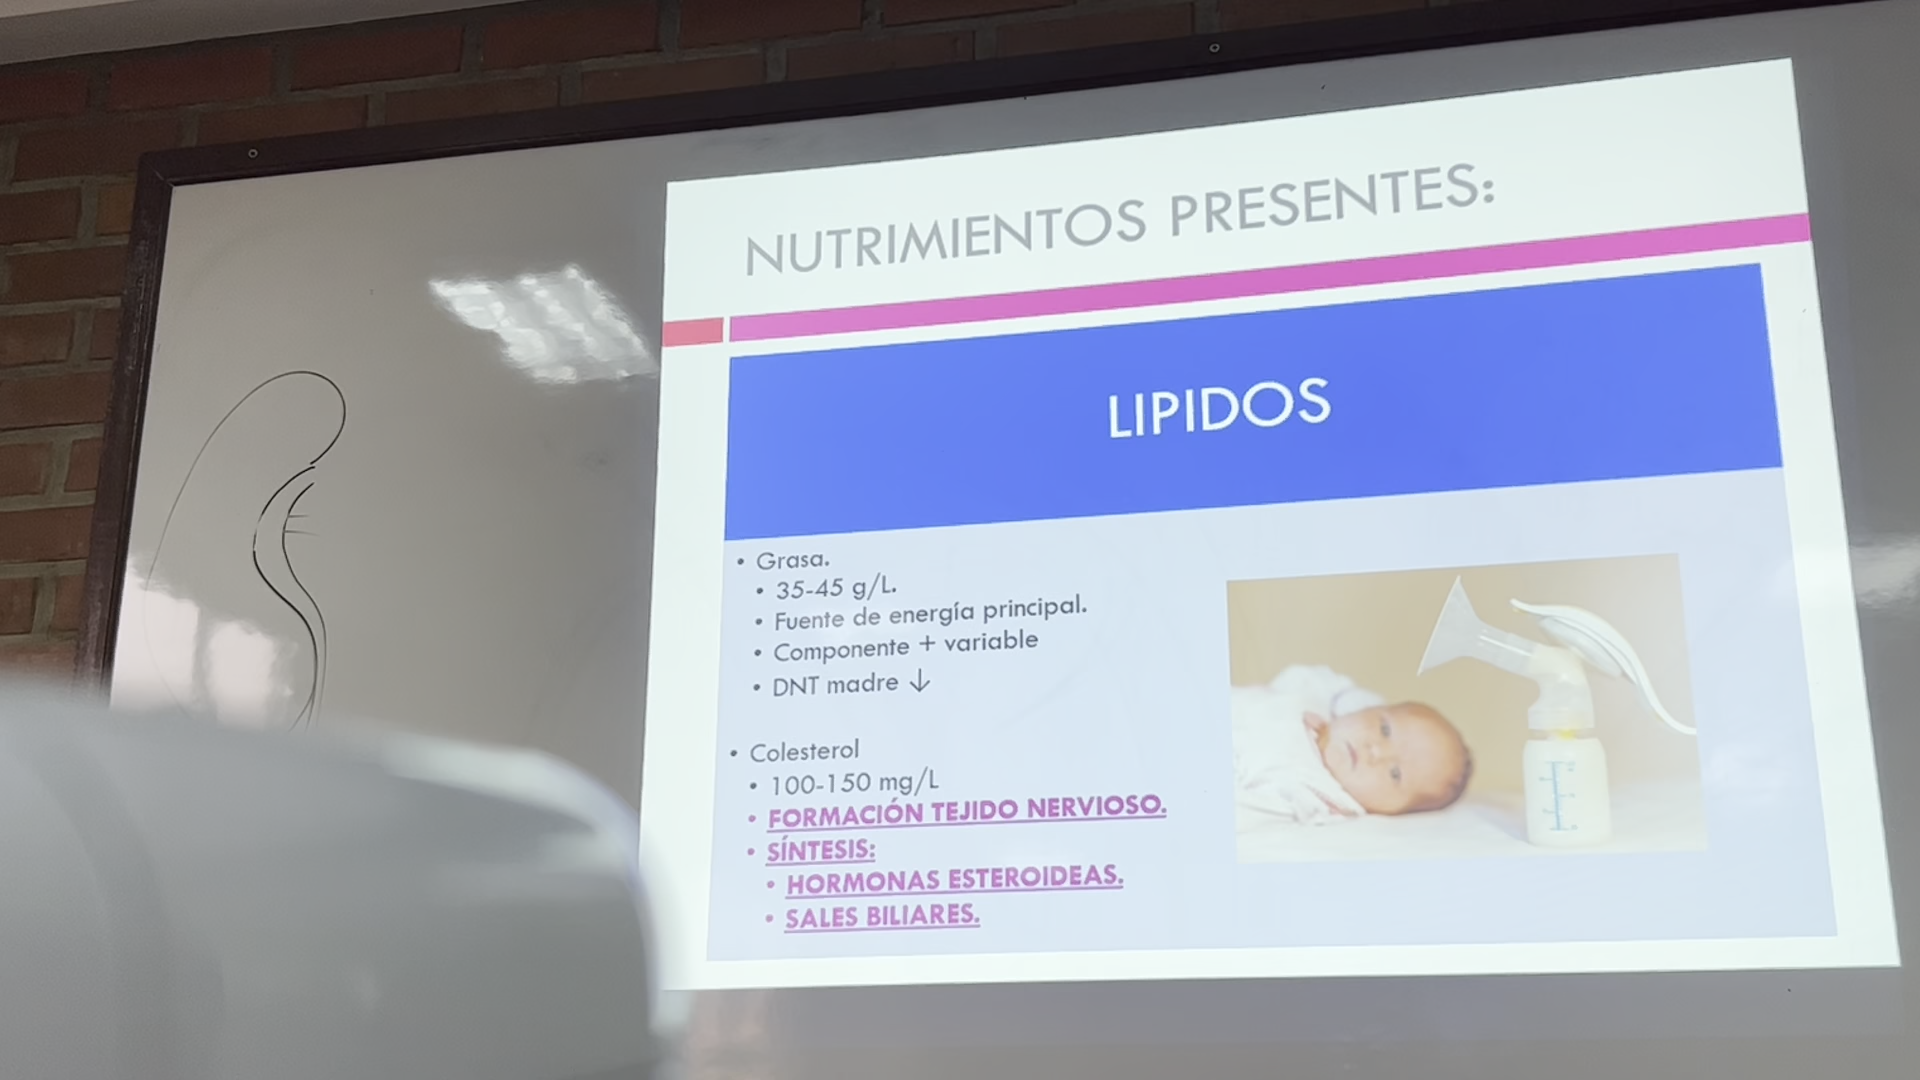 NUTRIMIENTOS PRESENTES:
LIPIDOS
• Grasa.
• 35-45 g/L.
• Fuente de energía principal.
• Componente + variable
• DNT madre ↓
• Colesterol
• 100-150 mg/L
• FORMACIÓN TEJIDO NERVIOSO.
• SÍNTESIS:
• HORMONAS ESTEROIDEAS.
• SALES BILIARES.